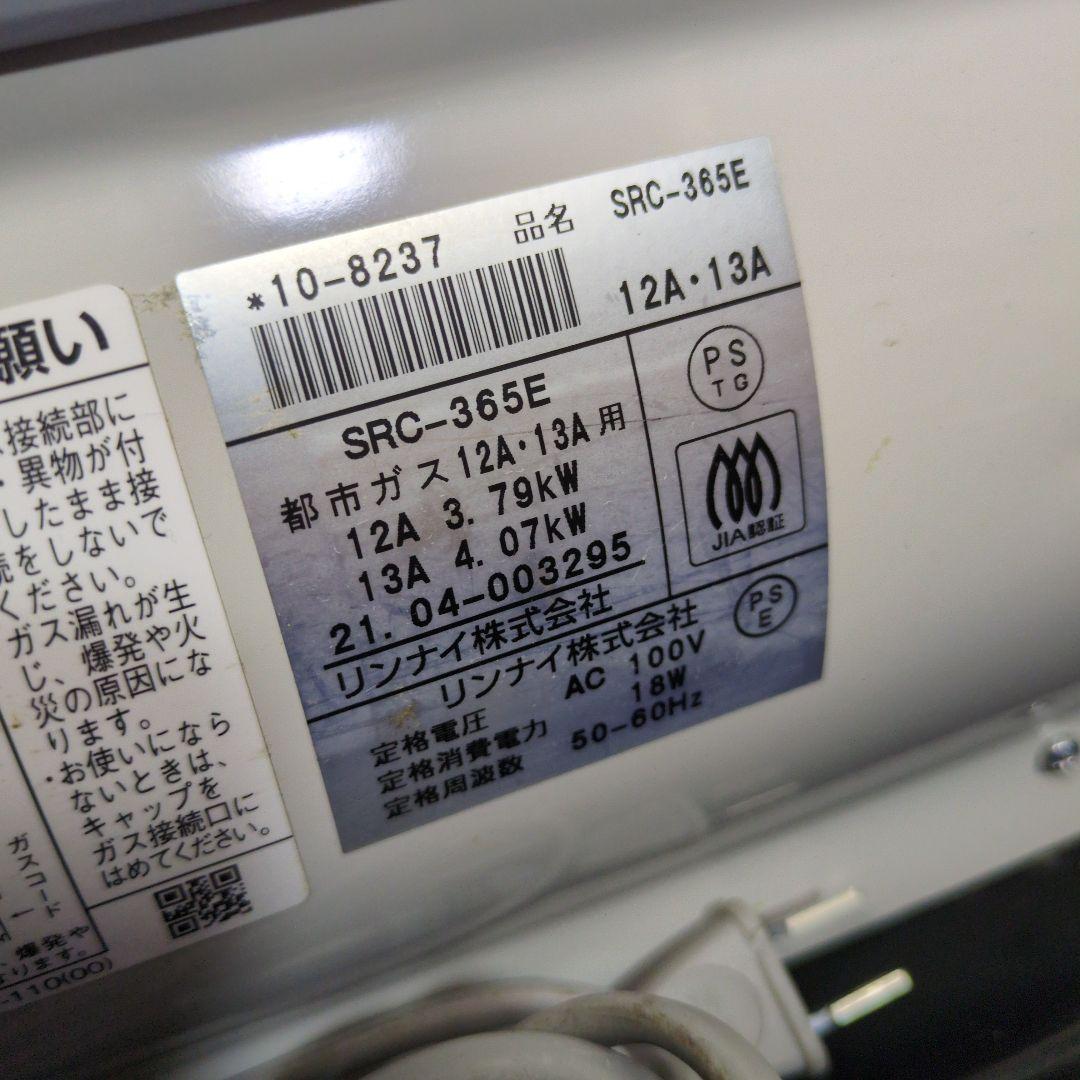 *10-8237 品名 SRC-365E
12A・13A
SRC-365E
都市ガス12A・13A用
12A 3.79kW
13A 4.07kW
21.04-003295
リンナイ株式会社
PS
TG
JIA認証
リンナイ株式会社
PS
E
定格電圧 AC 100V
定格消費電力 18W
定格周波数 50-60Hz
願い
接続部に
異物が付
したまま接
しないで
ください。
ガス漏れが生
じ、爆発や火
災の原因にな
ります。
・お使いになら
ないときは、
キャップを
ガス接続口に
はめてください。
ガスコード
爆発や
ります。
-110(00)